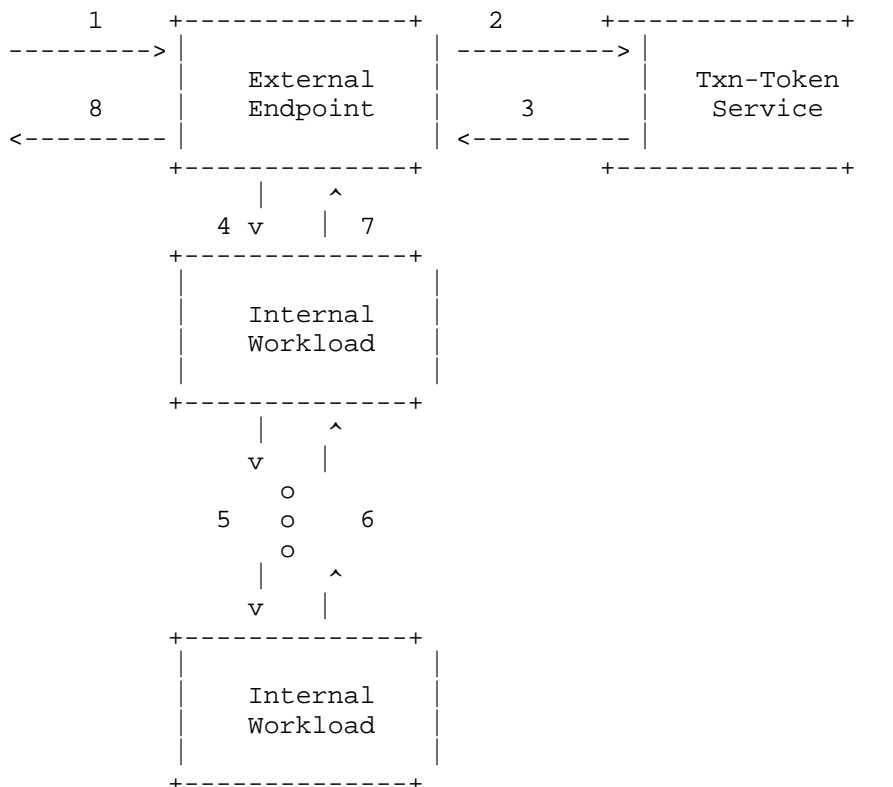 1 2
External Txn-Token
8 Endpoint 3 Service
4 v ^ 7
Internal
Workload
^
v
o
5 o 6
o
^
v
Internal
Workload